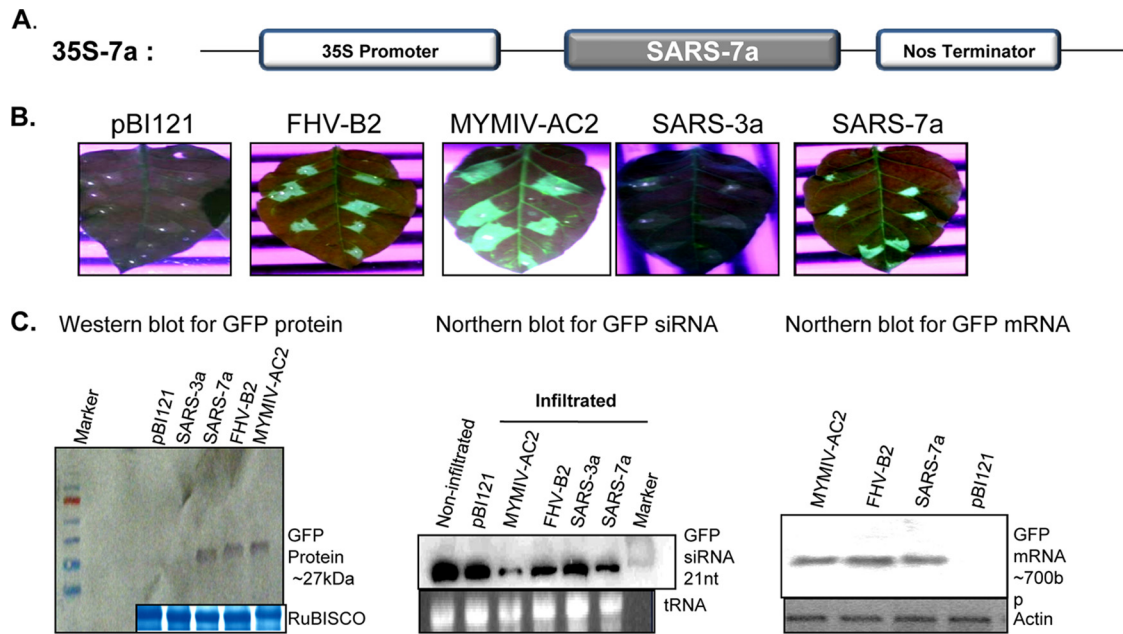 A.
35S-7a :
35S Promoter
SARS-7a
Nos Terminator
B.
pBI121
FHV-B2
MYMIV-AC2
SARS-3a
SARS-7a
C.
Western blot for GFP protein
Northern blot for GFP siRNA
Northern blot for GFP mRNA
Marker
pBI121
SARS-3a
SARS-7a
FHV-B2
MYMIV-AC2
GFP
Protein
~27kDa
RuBISCO
Infiltrated
Non-infiltrated
pBI121
MYMIV-AC2
FHV-B2
SARS-3a
SARS-7a
Marker
GFP
siRNA
21nt
tRNA
MYMIV-AC2
FHV-B2
SARS-7a
pBI121
GFP
mRNA
~700b
p
Actin